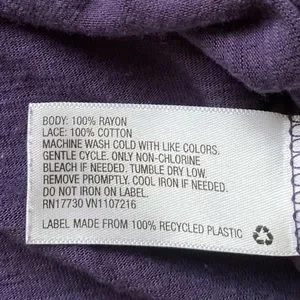 BODY: 100% RAYON
LACE: 100% COTTON
MACHINE WASH COLD WITH LIKE COLORS.
GENTLE CYCLE. ONLY NON-CHLORINE
BLEACH IF NEEDED. TUMBLE DRY LOW.
REMOVE PROMPTLY. COOL IRON IF NEEDED.
DO NOT IRON ON LABEL.
RN17730 VN1107216
LABEL MADE FROM 100% RECYCLED PLASTIC